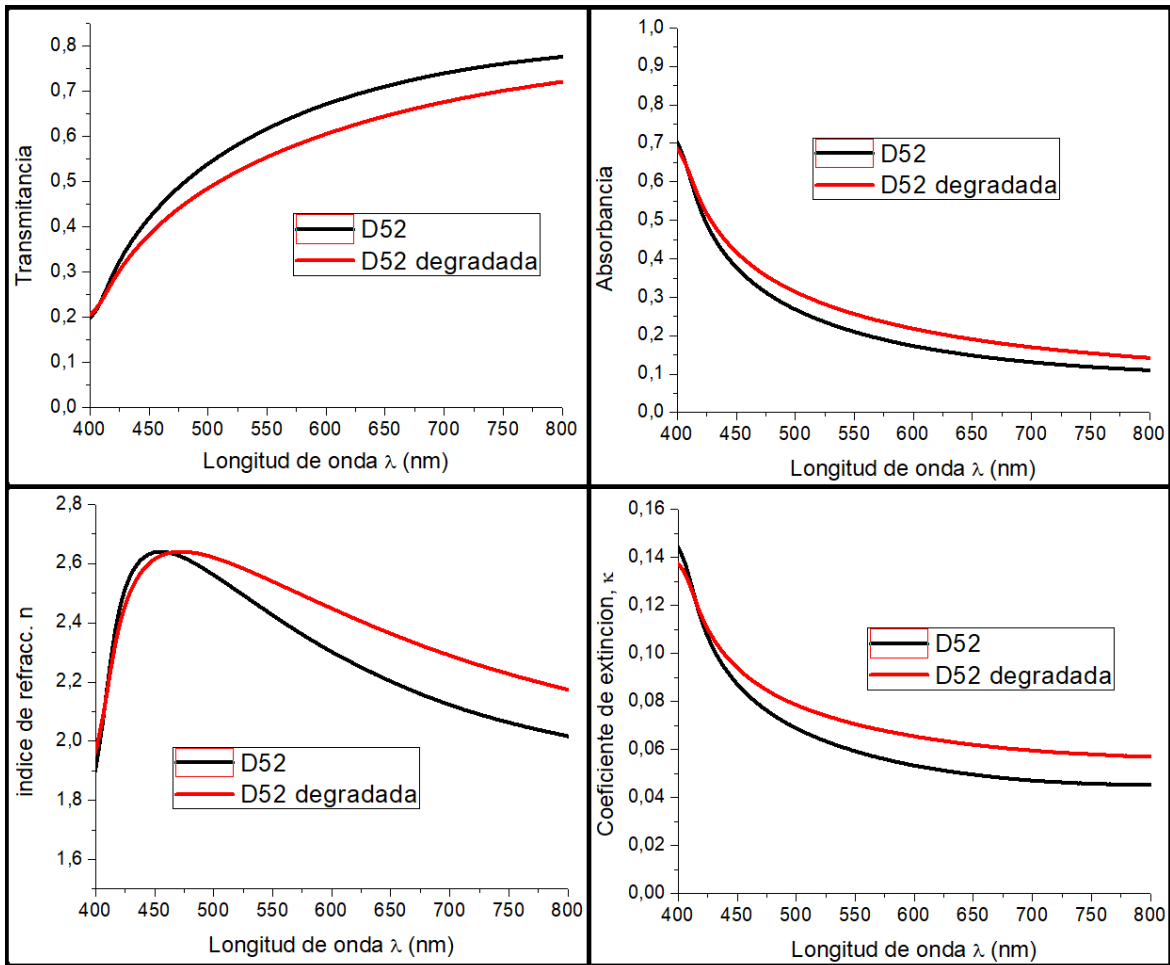 0,8
0,7
0,6
0,5
0,4
0,3
0,2
0,1
0,0
Transmitancia
D52
D52 degradada
400 450 500 550 600 650 700 750 800
Longitud de onda λ (nm)
1,0
0,9
0,8
0,7
0,6
0,5
0,4
0,3
0,2
0,1
0,0
Absorbancia
D52
D52 degradada
400 450 500 550 600 650 700 750 800
Longitud de onda λ (nm)
2,8
2,6
2,4
2,2
2,0
1,8
1,6
indice de refracc. n
D52
D52 degradada
400 450 500 550 600 650 700 750 800
Longitud de onda λ (nm)
0,16
0,14
0,12
0,10
0,08
0,06
0,04
0,02
0,00
Coeficiente de extincion, κ
D52
D52 degradada
400 450 500 550 600 650 700 750 800
Longitud de onda λ (nm)